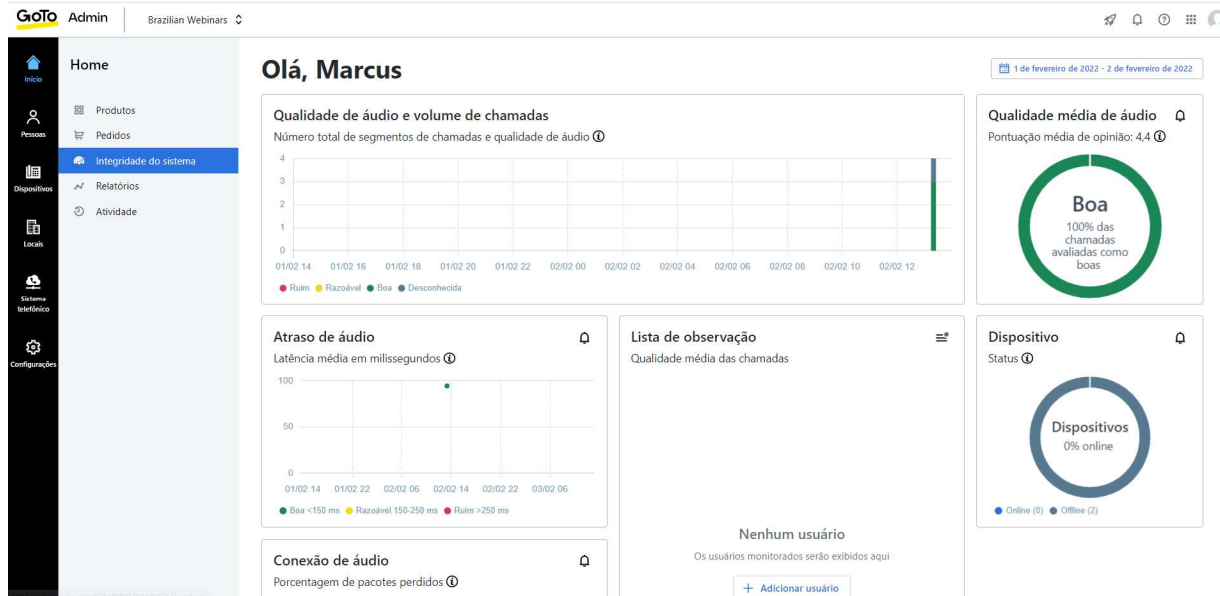 GoTo Admin Brazilian Webinars
Início
Pessoas
Dispositivos
Locais
Sistema
telefônico
Configurações
Home
Produtos
Pedidos
Integridade do sistema
Relatórios
Atividade
Olá, Marcus
1 de fevereiro de 2022 - 2 de fevereiro de 2022
Qualidade de áudio e volume de chamadas
Número total de segmentos de chamadas e qualidade de áudio
4
3
2
1
0
01/02 14 01/02 16 01/02 18 01/02 20 01/02 22 02/02 00 02/02 02 02/02 04 02/02 06 02/02 08 02/02 10 02/02 12
Ruim Razoável Boa Desconhecida
Qualidade média de áudio
Pontuação média de opinião: 4,4
Boa
100% das
chamadas
avaliadas como
boas
Atraso de áudio
Latência média em milissegundos
100
50
0
01/02 14 01/02 22 02/02 06 02/02 14 02/02 22 03/02 06
Boa <150 ms Razoável 150-250 ms Ruim >250 ms
Lista de observação
Qualidade média das chamadas
Nenhum usuário
Os usuários monitorados serão exibidos aqui
+ Adicionar usuário
Dispositivo
Status
Dispositivos
0% online
Online (0) Offline (2)
Conexão de áudio
Porcentagem de pacotes perdidos